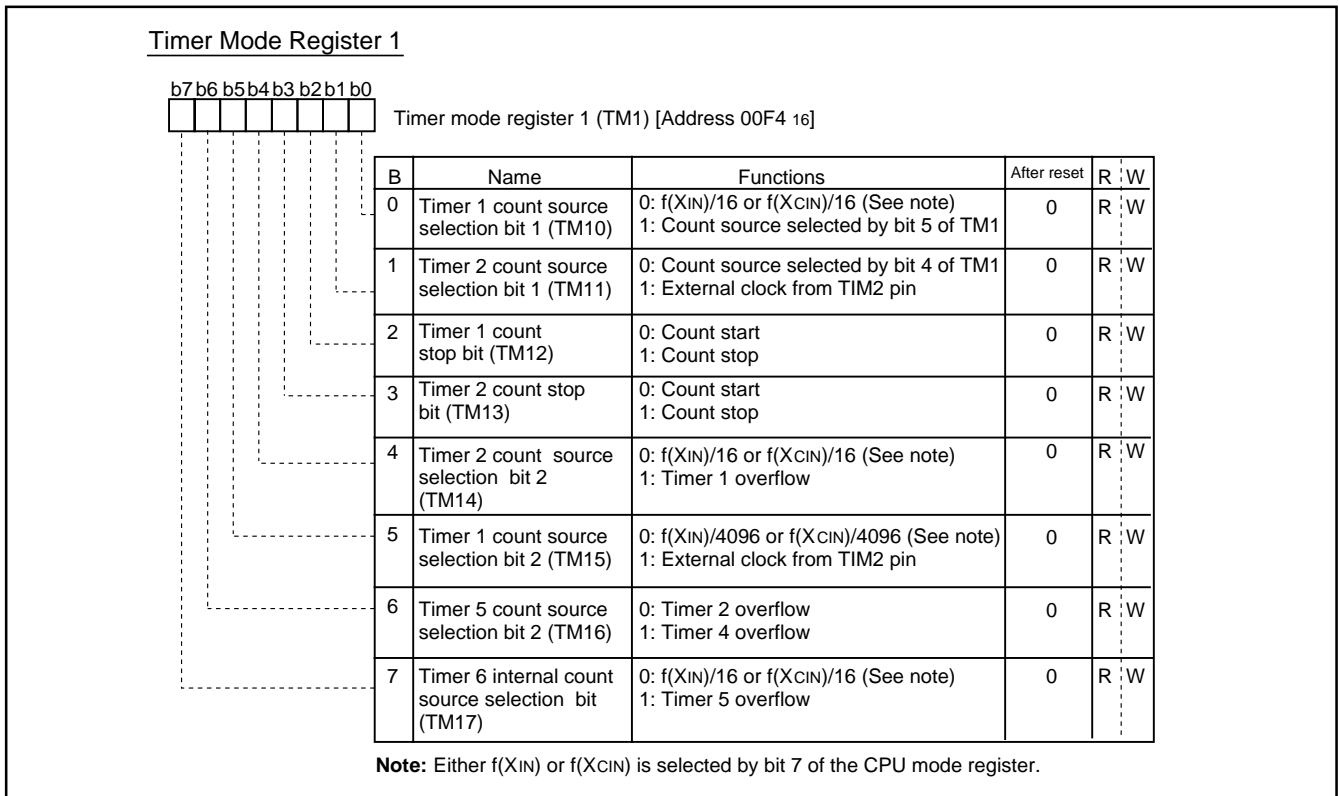 Timer Mode Register 1
b7 b6 b5 b4 b3 b2 b1 b0
Timer mode register 1 (TM1) [Address 00F4 16]
B Name Functions After reset R W
0 Timer 1 count source selection bit 1 (TM10) 0: f(XIN)/16 or f(XCIN)/16 (See note) 1: Count source selected by bit 5 of TM1 0 R W
1 Timer 2 count source selection bit 1 (TM11) 0: Count source selected by bit 4 of TM1 1: External clock from TIM2 pin 0 R W
2 Timer 1 count stop bit (TM12) 0: Count start 1: Count stop 0 R W
3 Timer 2 count stop bit (TM13) 0: Count start 1: Count stop 0 R W
4 Timer 2 count source selection bit 2 (TM14) 0: f(XIN)/16 or f(XCIN)/16 (See note) 1: Timer 1 overflow 0 R W
5 Timer 1 count source selection bit 2 (TM15) 0: f(XIN)/4096 or f(XCIN)/4096 (See note) 1: External clock from TIM2 pin 0 R W
6 Timer 5 count source selection bit 2 (TM16) 0: Timer 2 overflow 1: Timer 4 overflow 0 R W
7 Timer 6 internal count source selection bit (TM17) 0: f(XIN)/16 or f(XCIN)/16 (See note) 1: Timer 5 overflow 0 R W
Note: Either f(XIN) or f(XCIN) is selected by bit 7 of the CPU mode register.